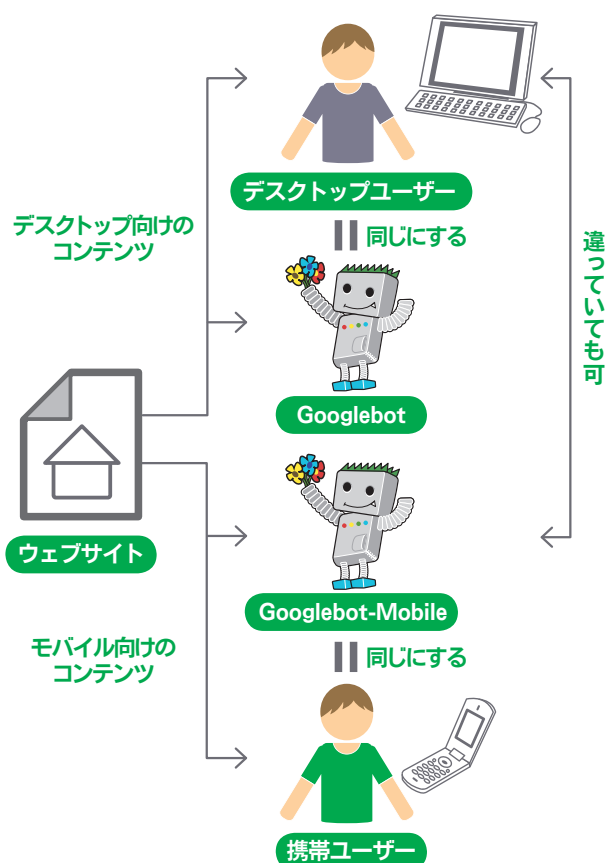 デスクトップユーザー
デスクトップ向けの
コンテンツ
同じにする
違っていても可
Googlebot
ウェブサイト
Googlebot-Mobile
モバイル向けの
コンテンツ
同じにする
携帯ユーザー